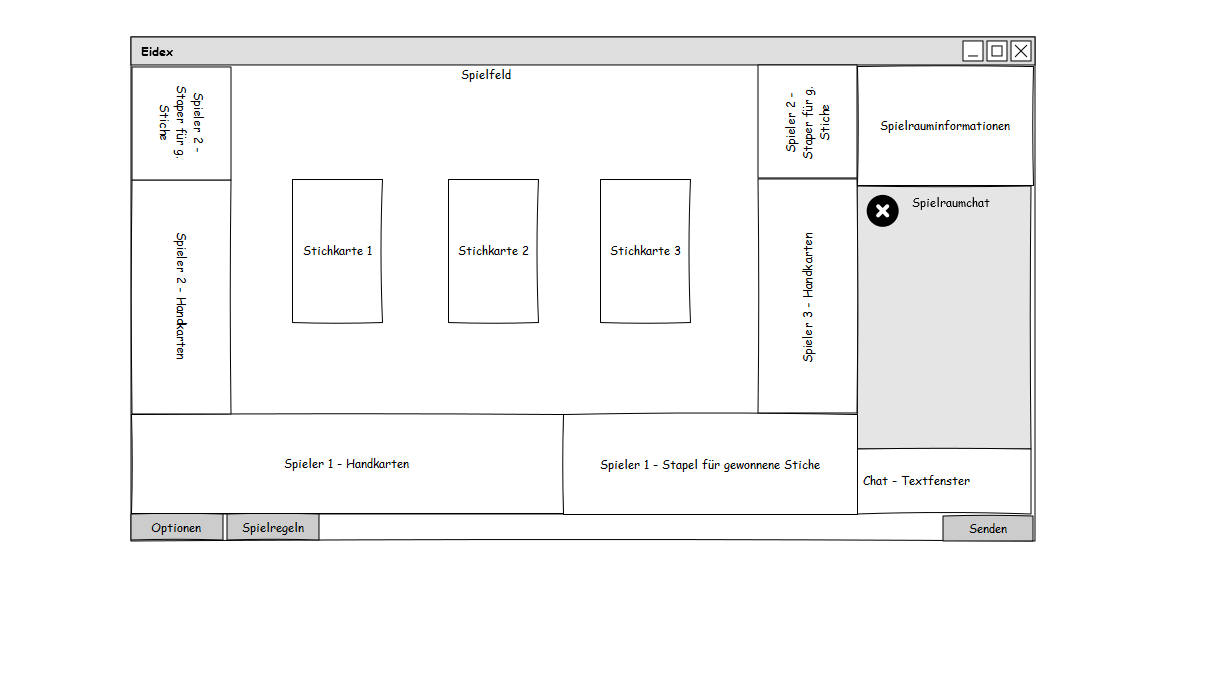 Eidex
Spieler 2 -
Staper für g.
Stiche
Spielfeld
Spieler 2 -
Staper für g.
Stiche
Spielrauminformationen
Spielraumchat
Spieler 2 - Handkarten
Stichkarte 1
Stichkarte 2
Stichkarte 3
Spieler 3 - Handkarten
Spieler 1 - Handkarten
Spieler 1 - Stapel für gewonnene Stiche
Chat - Textfenster
Optionen
Spielregeln
Senden